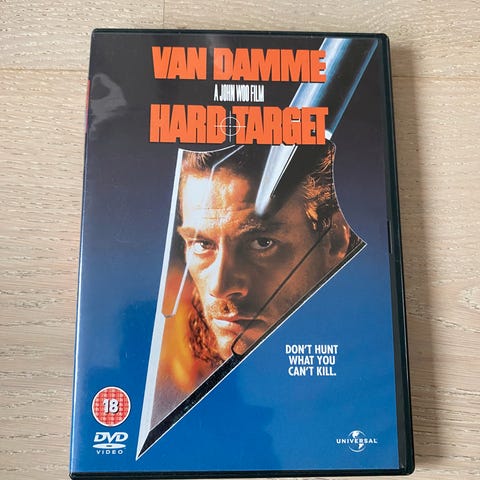 VAN DAMME
A JOHN WOO FILM
HARD TARGET
DON'T HUNT
WHAT YOU
CAN'T KILL.
18
DVD
VIDEO
UNIVERSAL